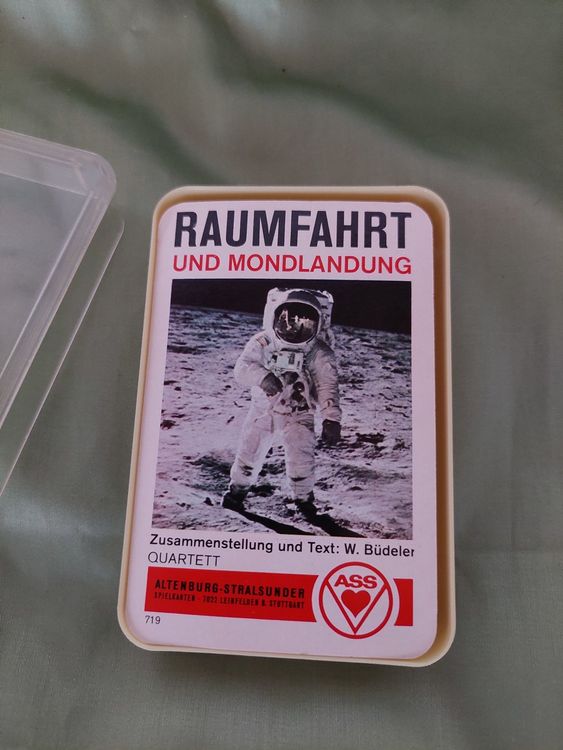 RAUMFAHRT
UND MONDLANDUNG
Zusammenstellung und Text: W. Büdeler
QUARTETT
ALTENBURG-STRALSUNDER
SPIELKARTEN · 7022 LEINFELDEN B. STUTTGART
ASS
719